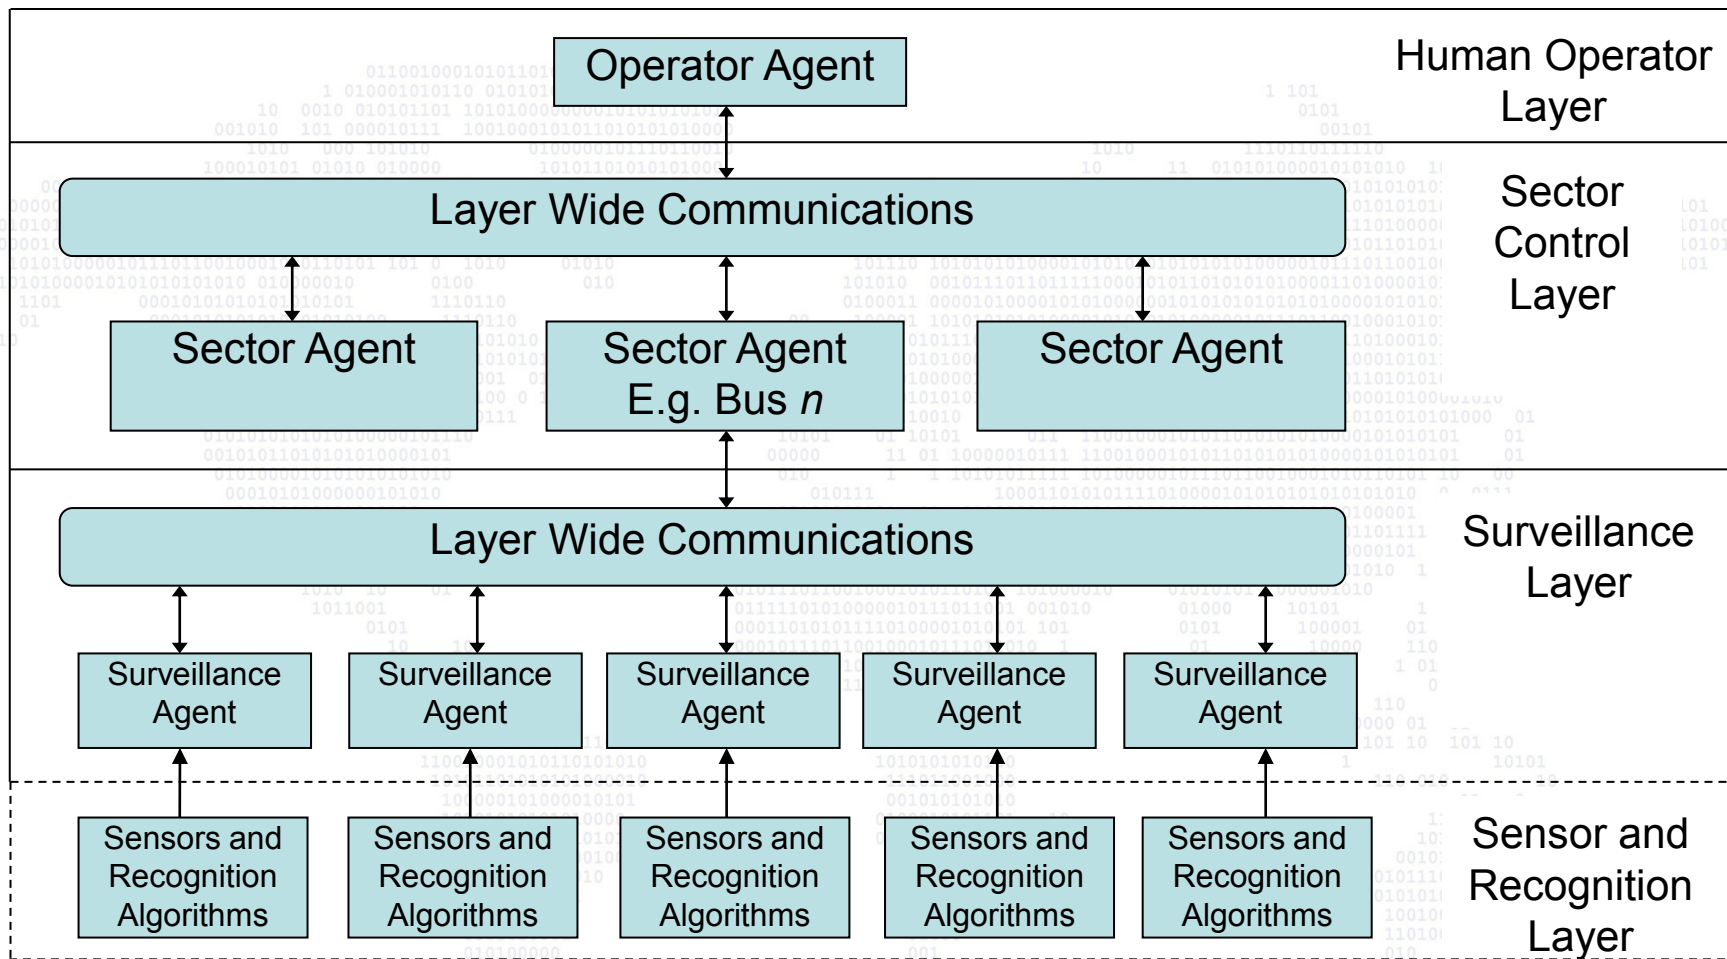 Operator Agent
Human Operator
Layer
Layer Wide Communications
Sector
Control
Layer
Sector Agent
Sector Agent
E.g. Bus n
Sector Agent
Layer Wide Communications
Surveillance
Layer
Surveillance
Agent
Surveillance
Agent
Surveillance
Agent
Surveillance
Agent
Surveillance
Agent
Sensors and
Recognition
Algorithms
Sensors and
Recognition
Algorithms
Sensors and
Recognition
Algorithms
Sensors and
Recognition
Algorithms
Sensors and
Recognition
Algorithms
Sensor and
Recognition
Layer